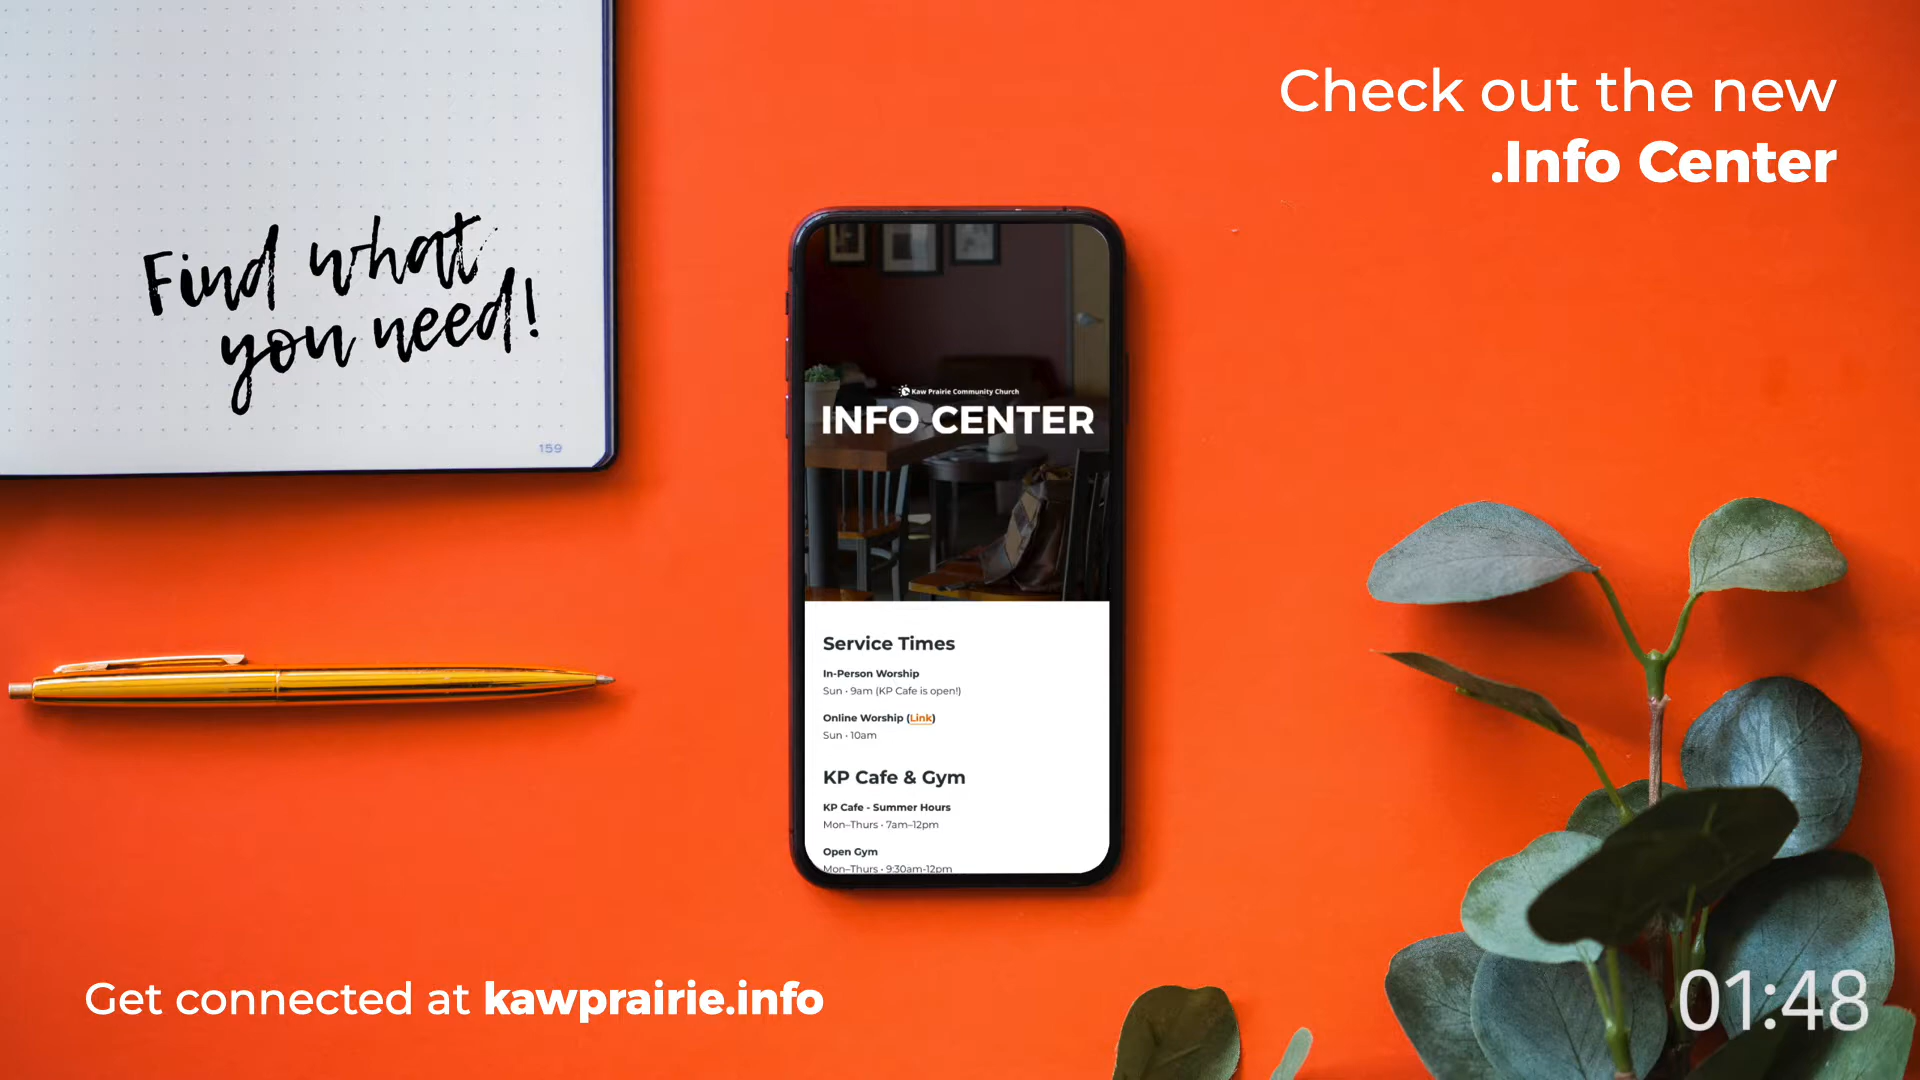 Check out the new
.Info Center
Find what
you need!
159
Kaw Prairie Community Church
INFO CENTER
Service Times
In-Person Worship
Sun • 9am (KP Cafe is open!)
Online Worship (Link)
Sun • 10am
KP Cafe & Gym
KP Cafe - Summer Hours
Mon–Thurs • 7am–12pm
Open Gym
Mon–Thurs • 9:30am-12pm
Get connected at kawprairie.info
01:48